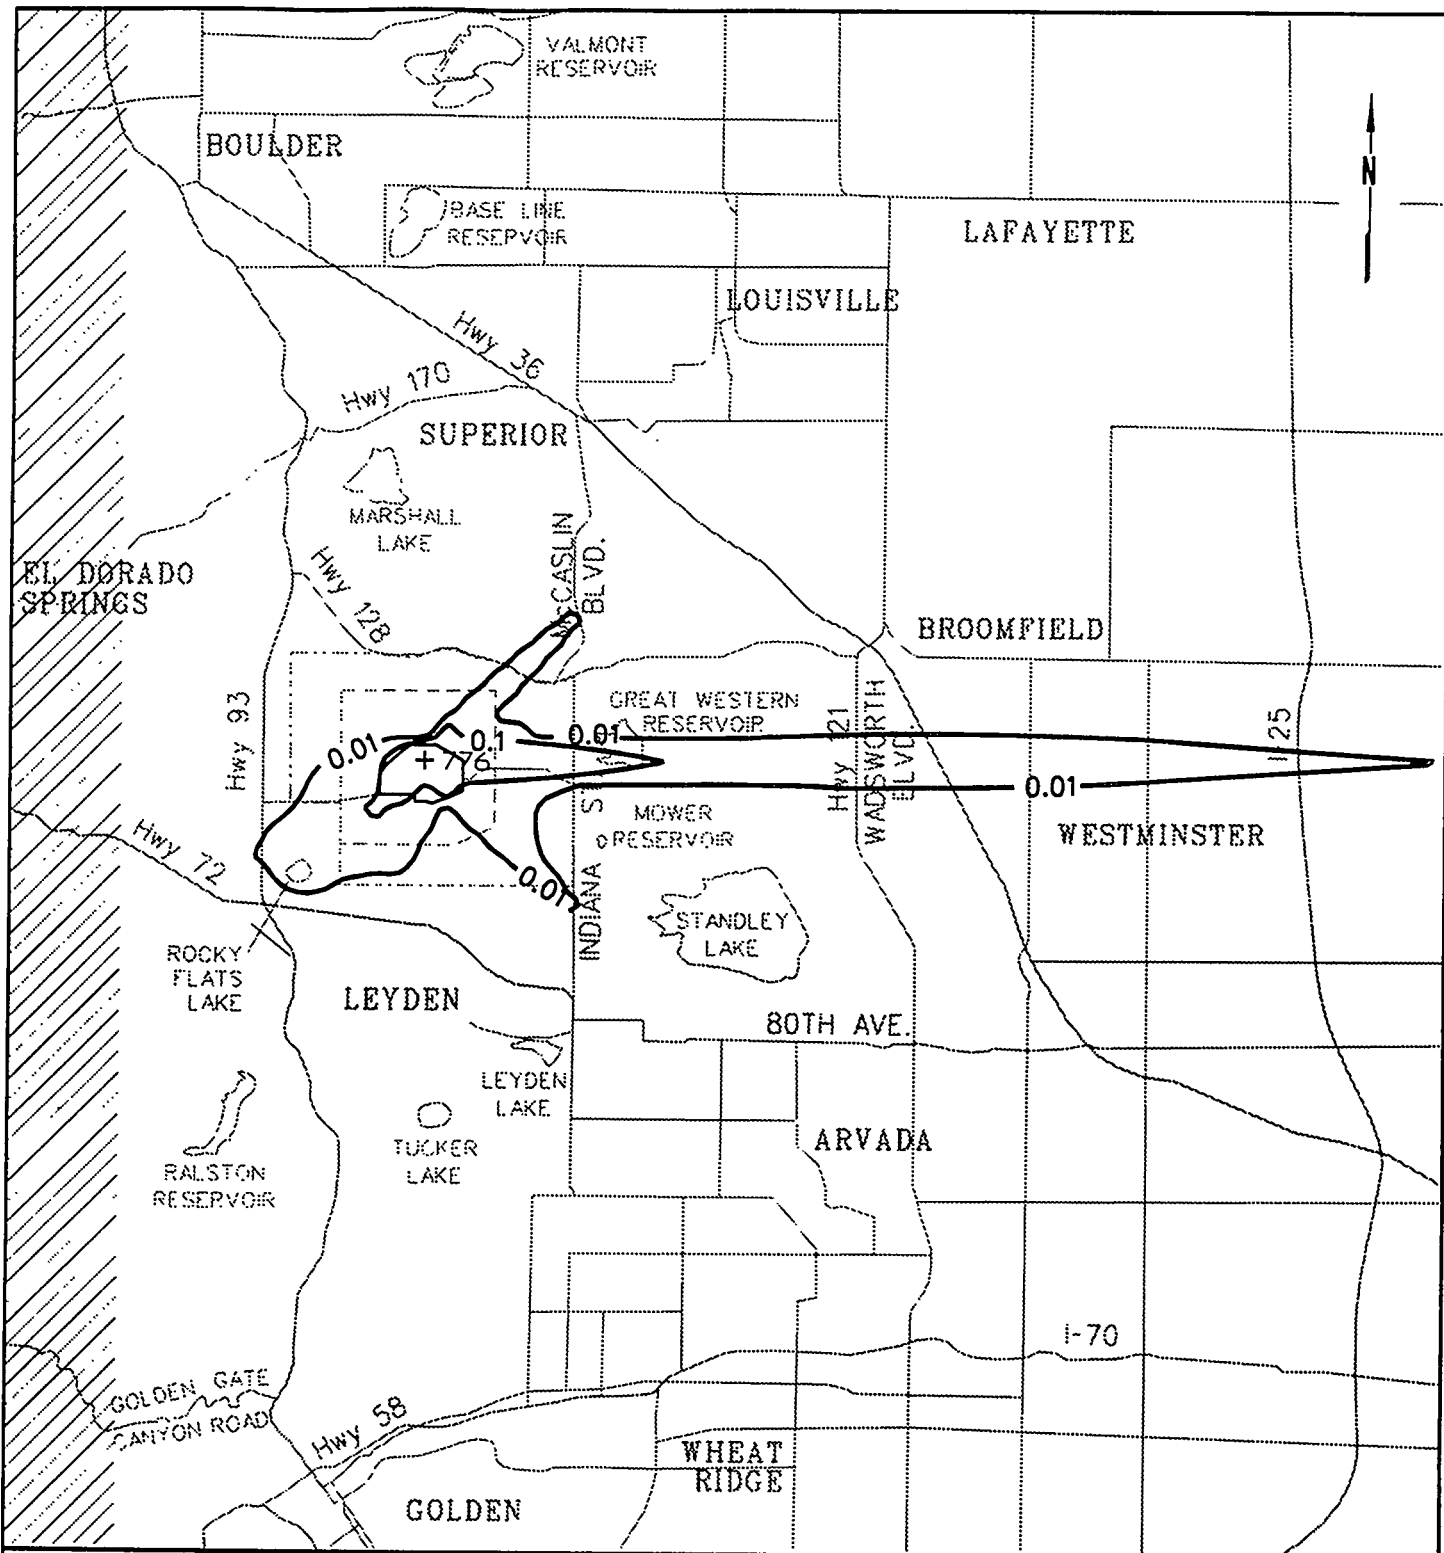 VALMONT
RESERVOIR
BOULDER
N
BASE LINE
RESERVOIR
LAFAYETTE
LOUISVILLE
Hwy 36
Hwy 170
SUPERIOR
MARSHALL
LAKE
McCASLIN
BLVD.
EL DORADO
SPRINGS
Hwy 128
BROOMFIELD
Hwy 93
GREAT WESTERN
RESERVOIR
0.01
0.1
0.01
+ 776
Hwy 121
WADSWORTH
BLVD.
I-25
0.01
MOWER
RESERVOIR
WESTMINSTER
Hwy 72
0.01
INDIANA
STANDLEY
LAKE
ROCKY
FLATS
LAKE
LEYDEN
80TH AVE.
LEYDEN
LAKE
TUCKER
LAKE
ARVADA
RALSTON
RESERVOIR
I-70
GOLDEN GATE
CANYON ROAD
Hwy 58
WHEAT
RIDGE
GOLDEN